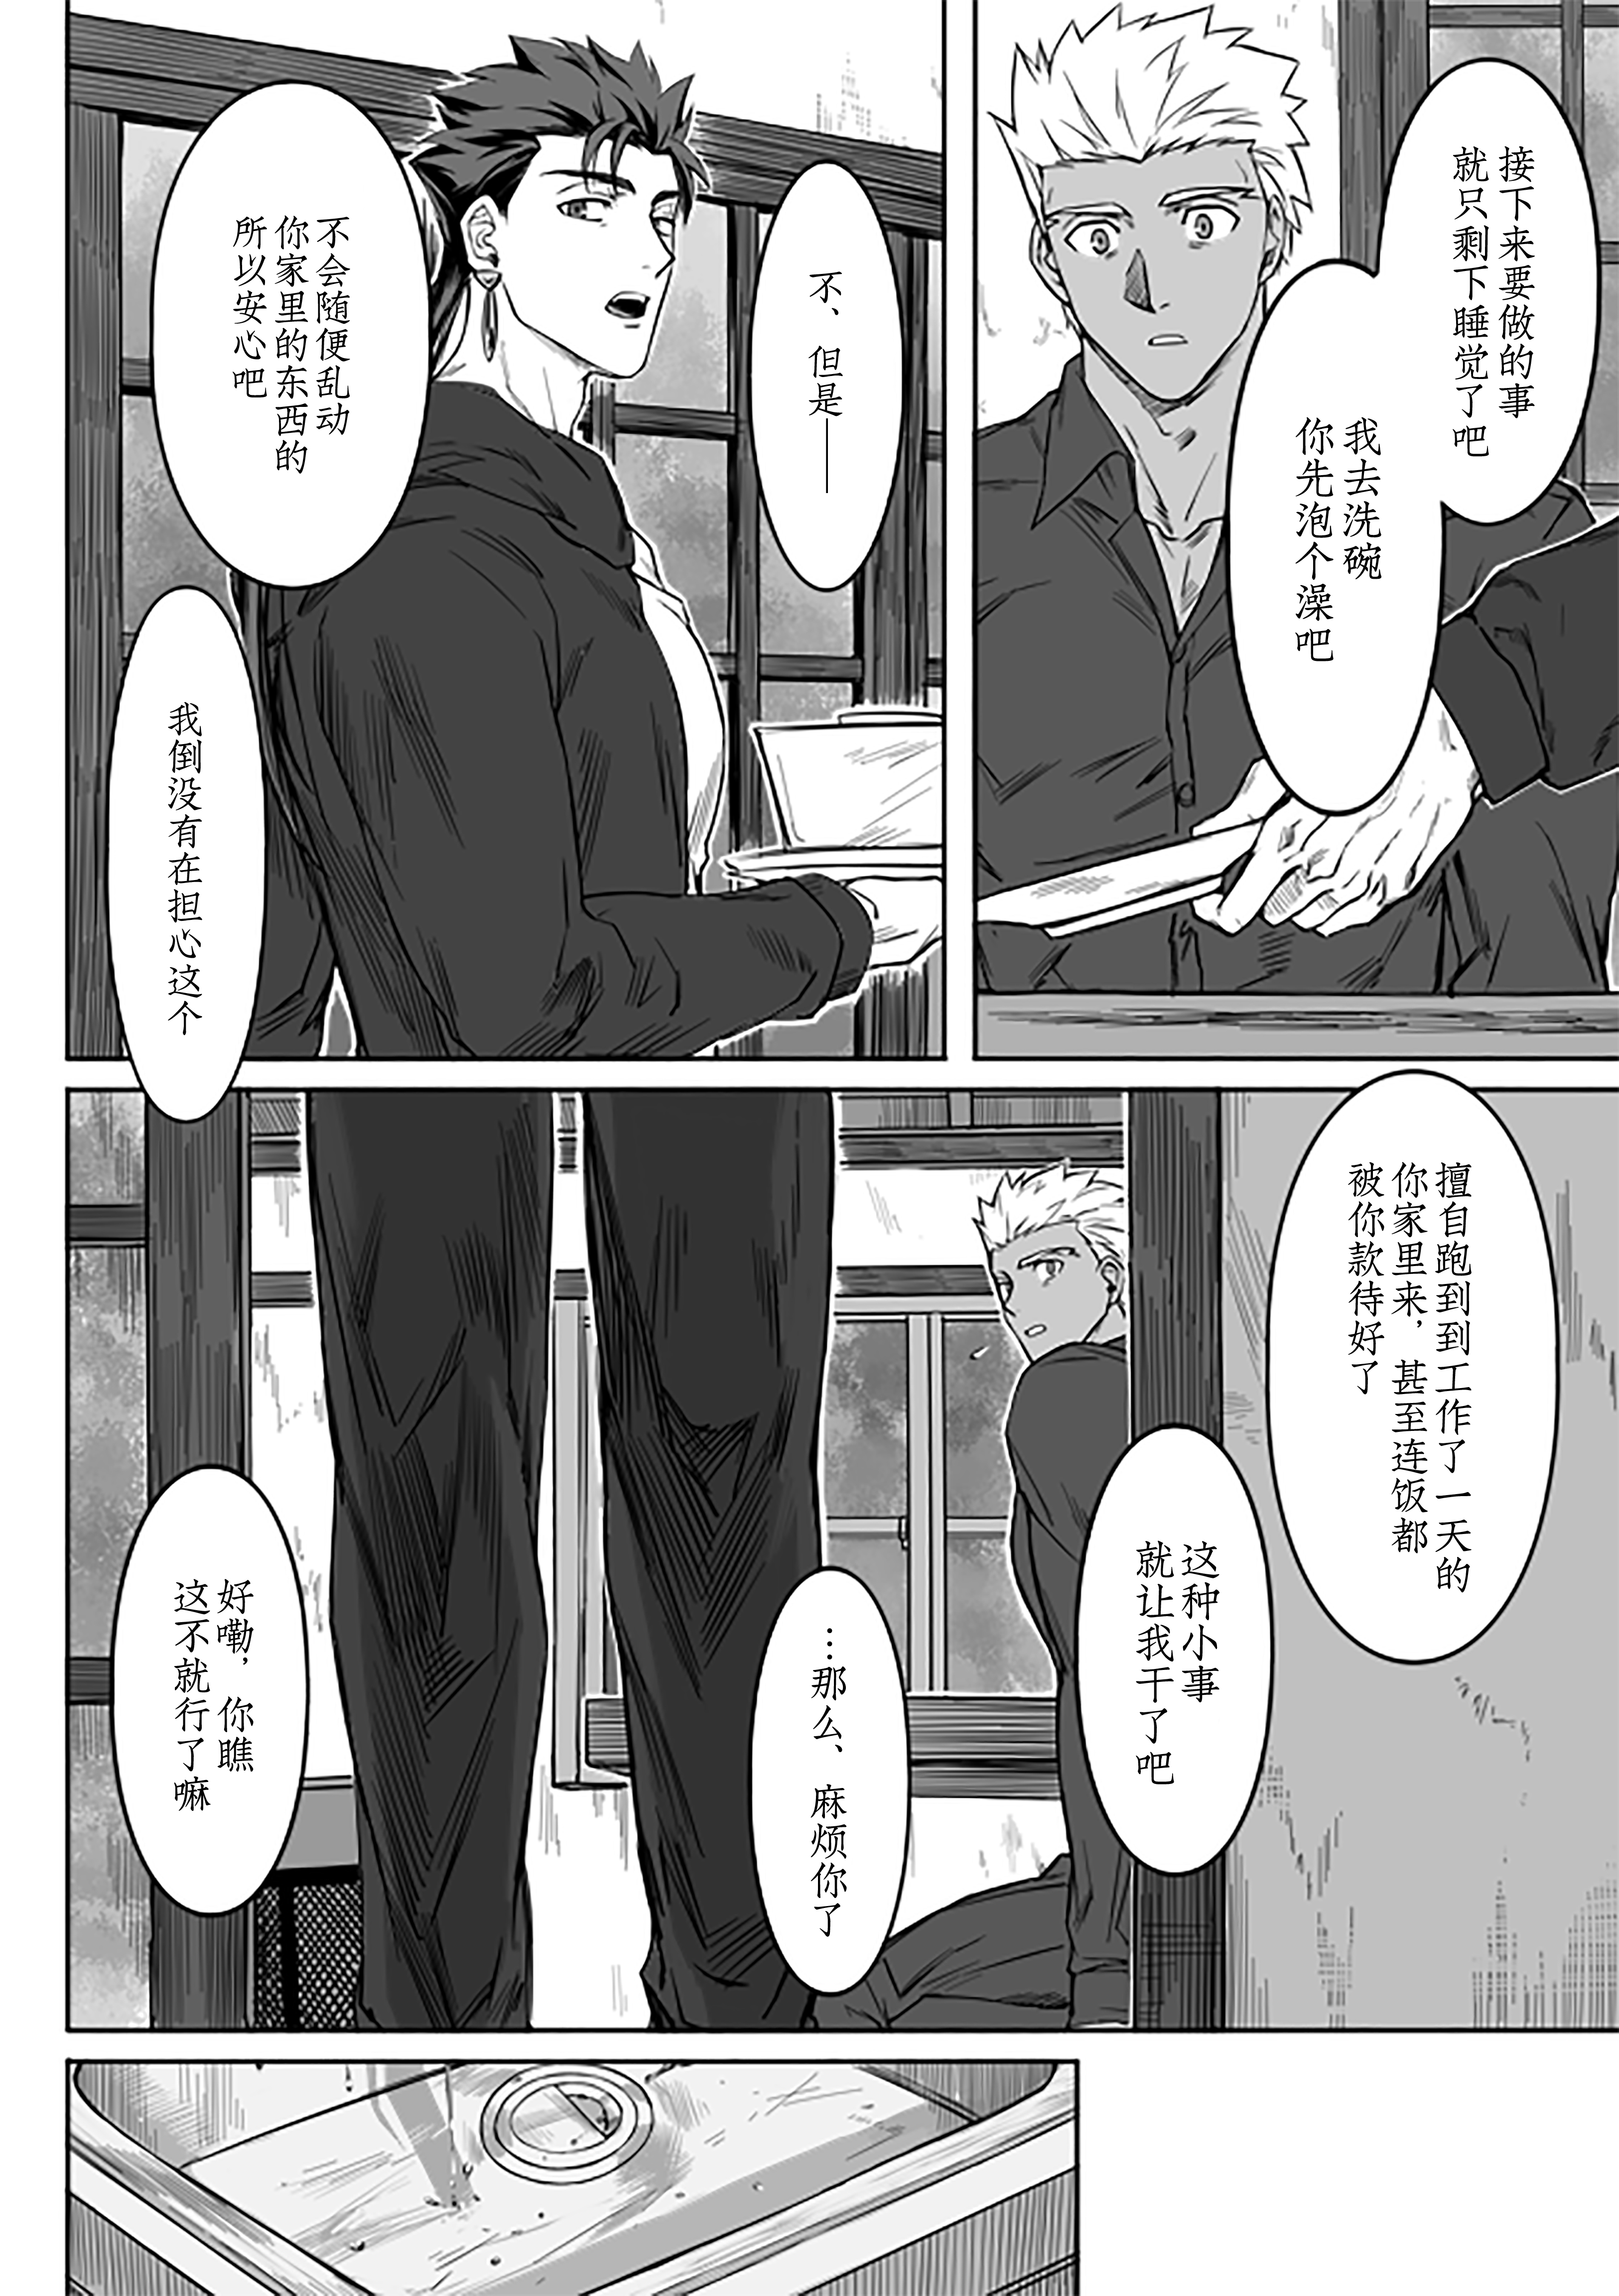 接下来要做的事
就只剩下睡觉了吧
我去洗碗
你先泡个澡吧
不、但是——
不会随便乱动
你家里的东西的
所以安心吧
我倒没有在担心这个
擅自跑到到工作了一天的
你家里来，甚至连饭都
被你款待好了
这种小事
就让我干了吧
…那么、麻烦你了
好嘞，你瞧
这不就行了嘛